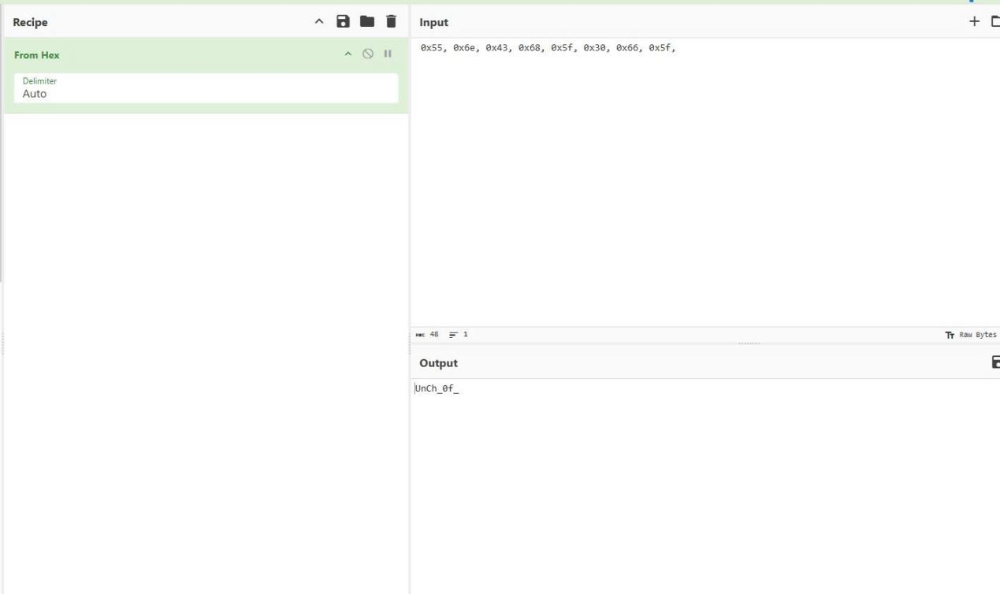 Recipe
From Hex
Delimiter
Auto
Input
0x55, 0x6e, 0x43, 0x68, 0x5f, 0x30, 0x66, 0x5f,
48 1
Raw Bytes
Output
UnCh_0f_